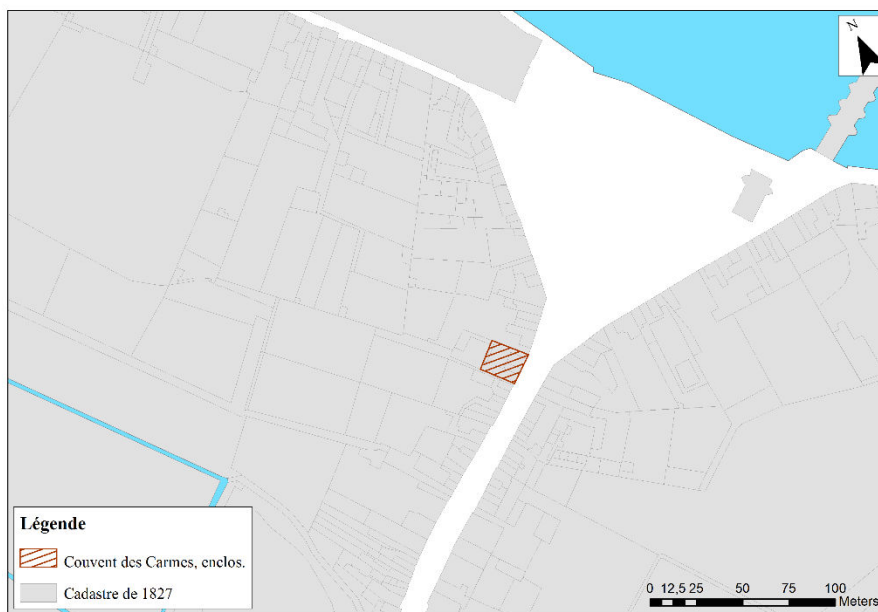 N
Légende
Couvent des Carmes, enclos.
Cadastre de 1827
0 12,5 25 50 75 100
Meters